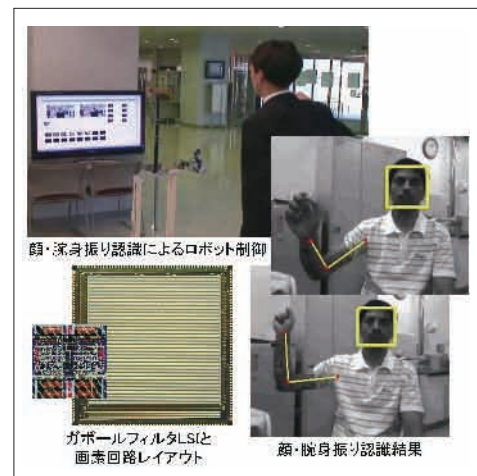 顔・腕身振り認識によるロボット制御
ガボールフィルタLSIと
画素回路レイアウト
顔・腕身振り認識結果